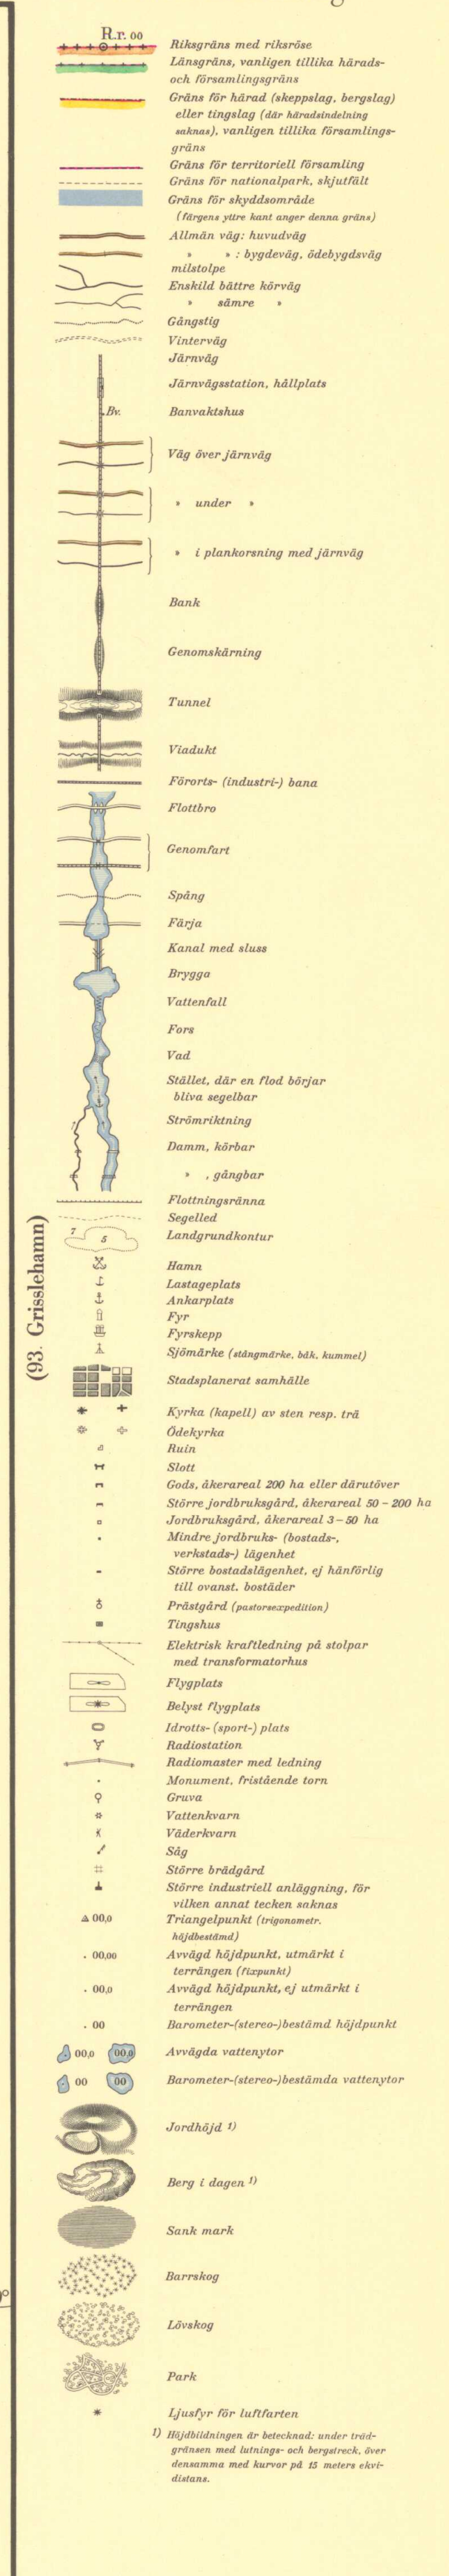 R.r. 00
Riksgräns med riksröse
Länsgräns, vanligen tillika härads-
och församlingsgräns
Gräns för härad (skeppslag, bergslag)
eller tingslag (där häradsindelning
saknas), vanligen tillika församlings-
gräns
Gräns för territoriell församling
Gräns för nationalpark, skjutfält
Gräns för skyddsområde
(färgens yttre kant anger denna gräns)
Allmän väg: huvudväg
» » : bygdeväg, ödebygdsväg
milstolpe
Enskild bättre körväg
» sämre »
Gångstig
Vinterväg
Järnväg
Järnvägsstation, hållplats
Bv.
Banvaktshus
Väg över järnväg
» under »
» i plankorsning med järnväg
Bank
Genomskärning
Tunnel
Viadukt
Förorts- (industri-) bana
Flottbro
Genomfart
Spång
Färja
Kanal med sluss
Brygga
Vattenfall
Fors
Vad
Stället, där en flod börjar
bliva segelbar
Strömriktning
Damm, körbar
» , gångbar
Flottningsränna
Segelled
7 5
Landgrundkontur
(93. Grisslehamn)
Hamn
Lastageplats
Ankarplats
Fyr
Fyrskepp
Sjömärke (stångmärke, båk, kummel)
Stadsplanerat samhälle
Kyrka (kapell) av sten resp. trä
Ödekyrka
Ruin
Slott
Gods, åkerareal 200 ha eller därutöver
Större jordbruksgård, åkerareal 50 – 200 ha
Jordbruksgård, åkerareal 3 – 50 ha
Mindre jordbruks- (bostads-,
verkstads-) lägenhet
Större bostadslägenhet, ej hänförlig
till ovanst. bostäder
Prästgård (pastorsexpedition)
Tingshus
Elektrisk kraftledning på stolpar
med transformatorhus
Flygplats
Belyst flygplats
Idrotts- (sport-) plats
Radiostation
Radiomaster med ledning
Monument, fristående torn
Gruva
Vattenkvarn
Väderkvarn
Såg
Större brädgård
Större industriell anläggning, för
vilken annat tecken saknas
00,0 Triangelpunkt (trigonometr.
höjdbestämd)
. 00,00 Avvägd höjdpunkt, utmärkt i
terrängen (fixpunkt)
. 00,0 Avvägd höjdpunkt, ej utmärkt i
terrängen
. 00 Barometer-(stereo-)bestämd höjdpunkt
00,0 00,0 Avvägda vattenytor
00 00 Barometer-(stereo-)bestämda vattenytor
Jordhöjd 1)
Berg i dagen 1)
Sank mark
Barrskog
Lövskog
Park
Ljusfyr för luftfarten
1) Höjdbildningen är betecknad: under träd-
gränsen med lutnings- och bergstreck, över
densamma med kurvor på 15 meters ekvi-
distans.